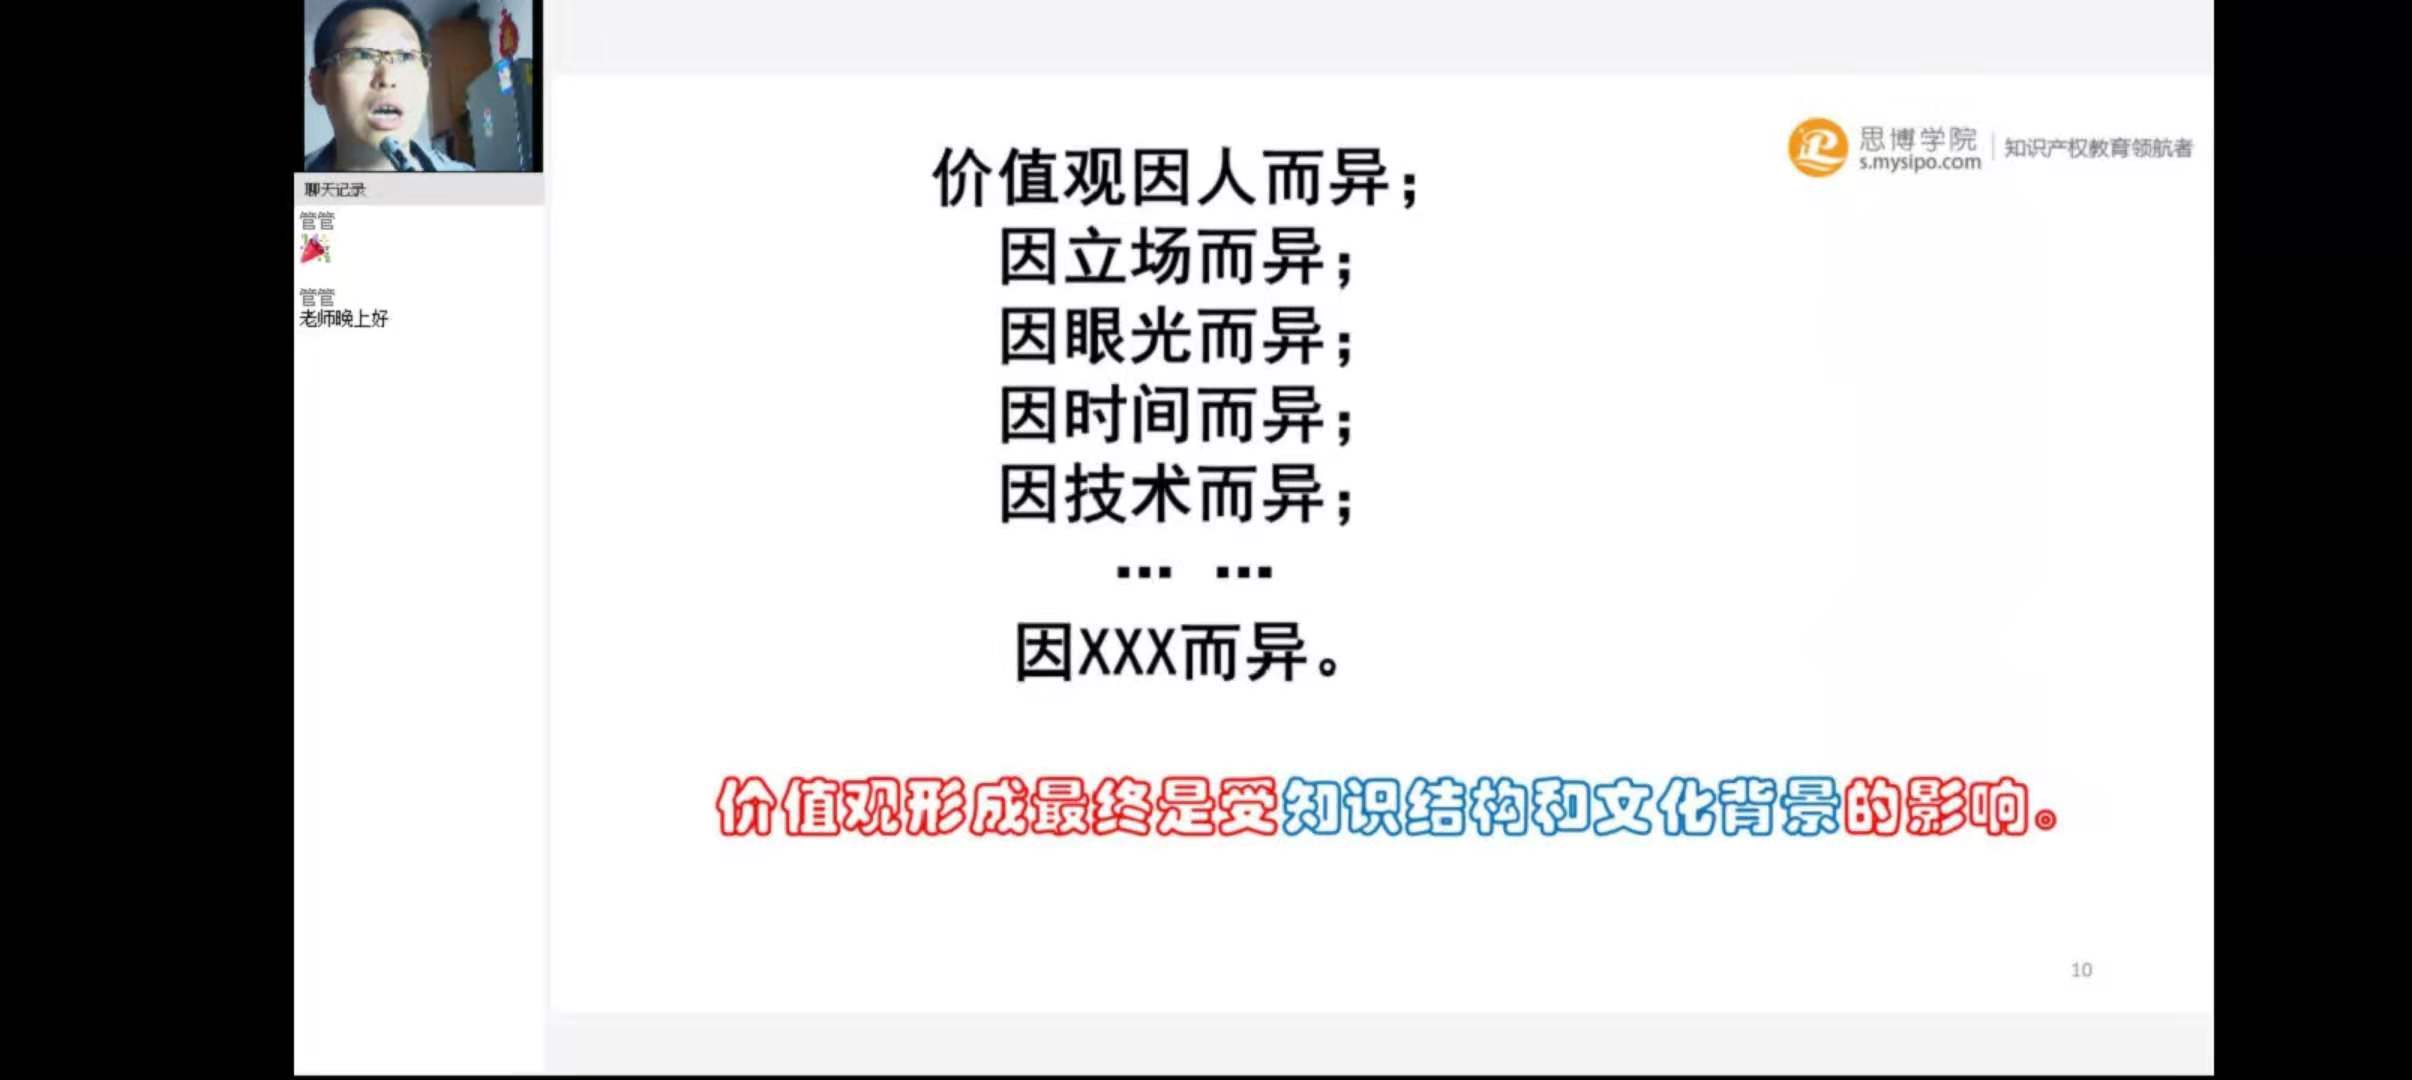 聊天记录
管管
管管
老师晚上好
思博学院
s.mysipo.com
知识产权教育领航者
价值观因人而异；
因立场而异；
因眼光而异；
因时间而异；
因技术而异；
… …
因XXX而异。
价值观形成最终是受知识结构和文化背景的影响。
10